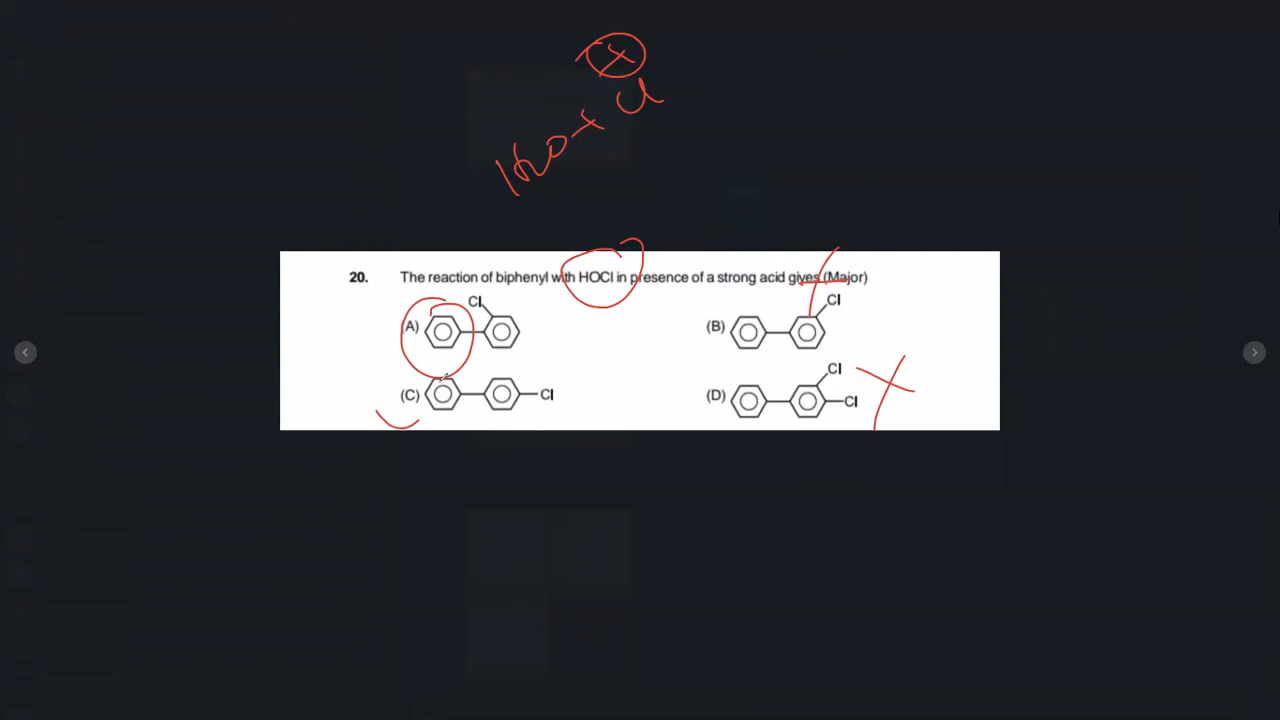 20. The reaction of biphenyl with HOCl in presence of a strong acid gives (Major)
Cl
(A)
Cl
(B)
(C) Cl
Cl
(D) Cl